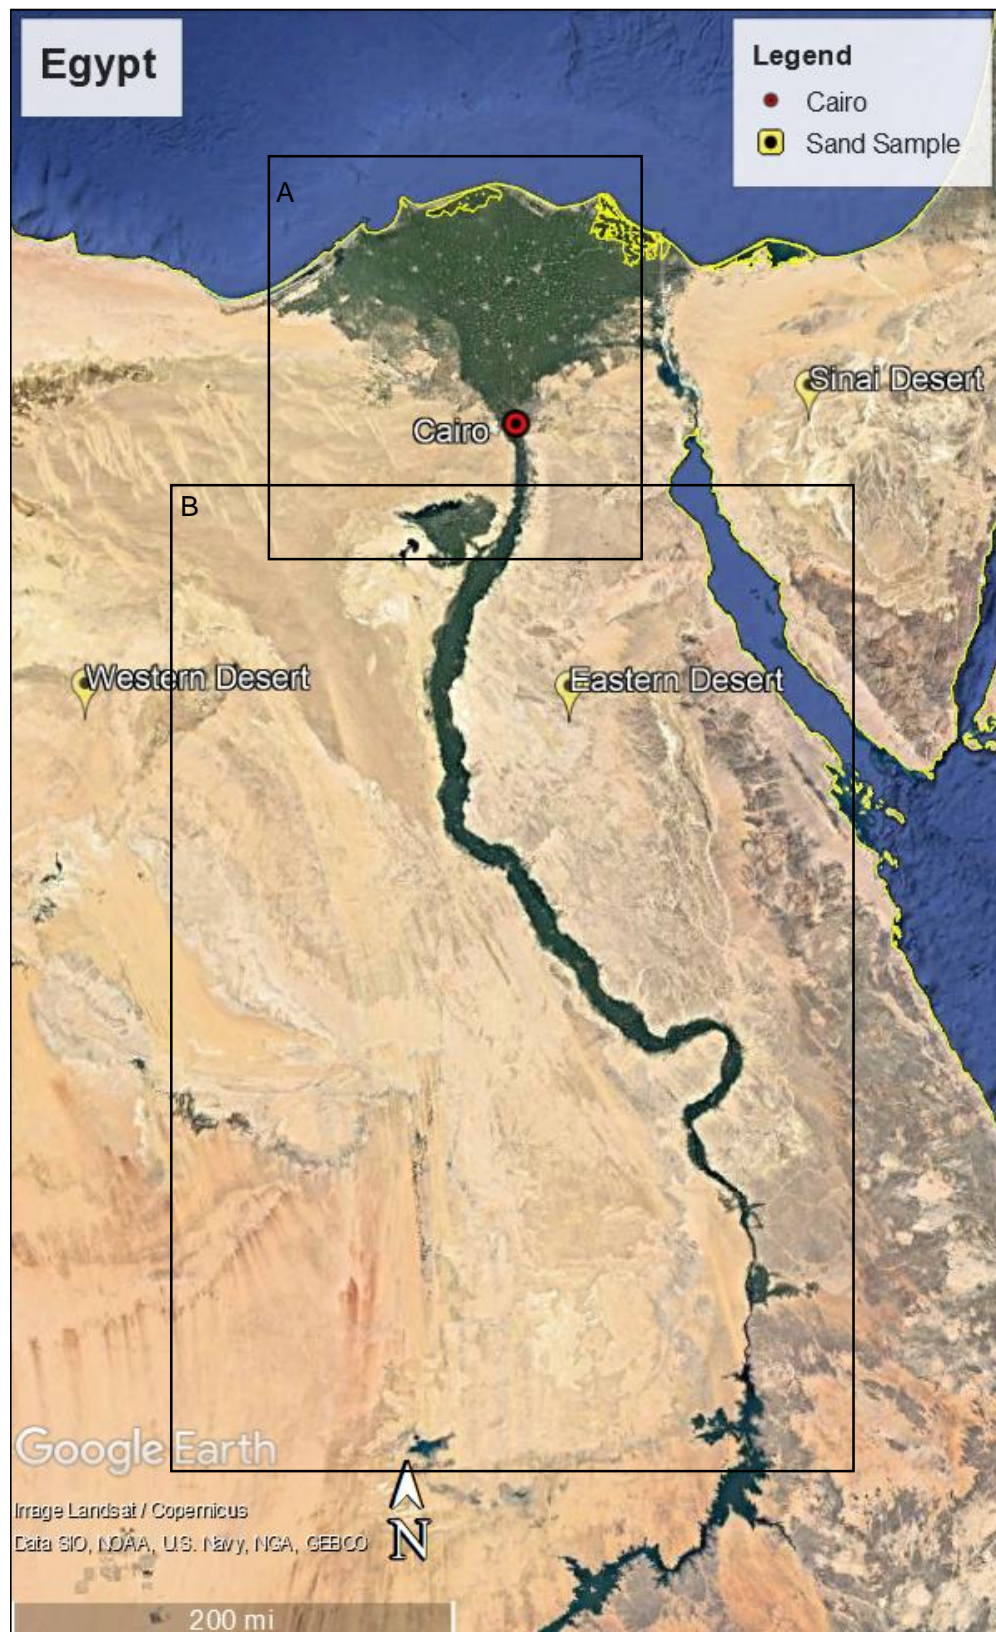 Egypt
Legend
Cairo
Sand Sample
A
Sinai Desert
Cairo
B
Western Desert
Eastern Desert
Google Earth
Image Landsat / Copernicus
Data SIO, NOAA, U.S. Navy, NGA, GEBCO
N
200 mi